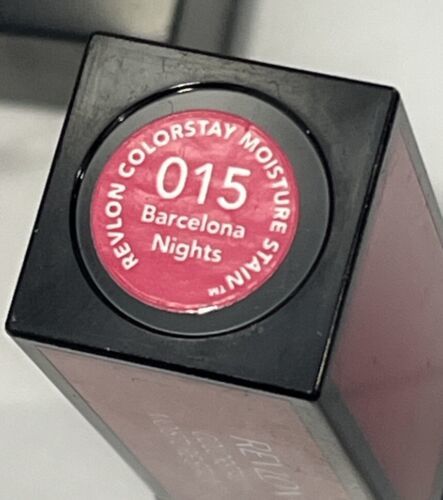 REVLON COLORSTAY MOISTURE STAIN™
015
Barcelona
Nights
REVLON